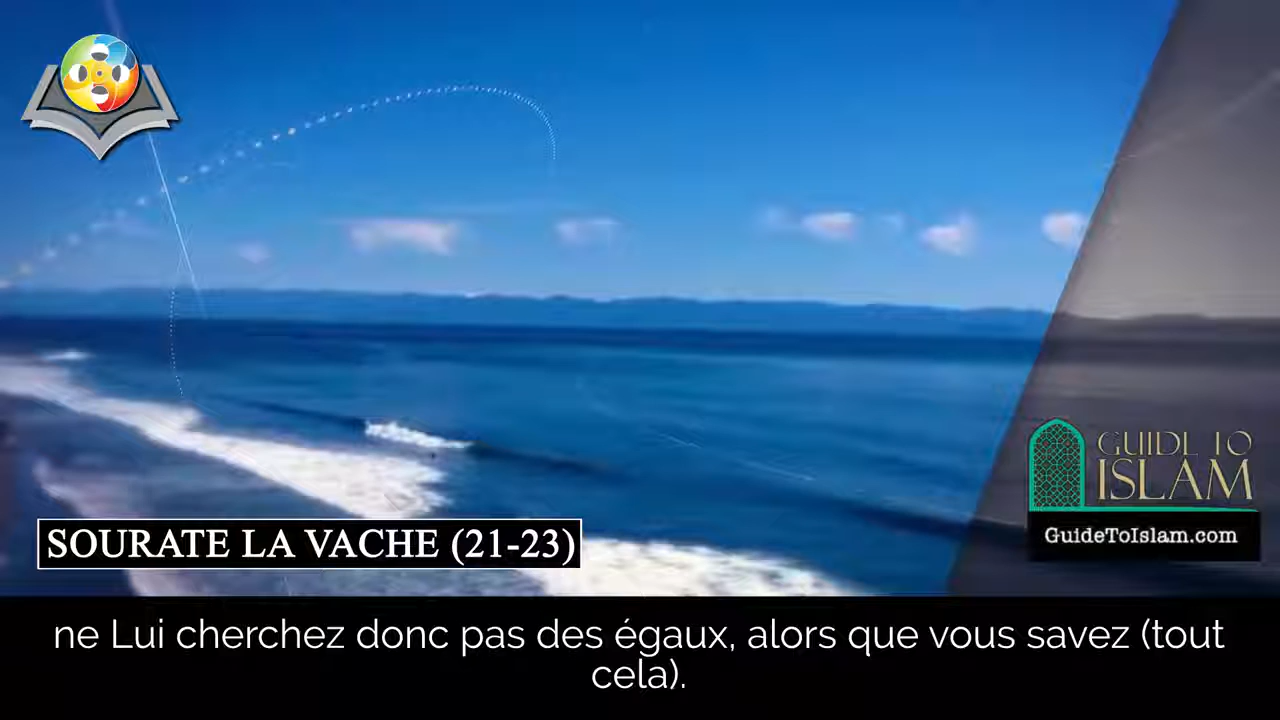 GUIDE TO
ISLAM
GuideToIslam.com
SOURATE LA VACHE (21-23)
ne Lui cherchez donc pas des égaux, alors que vous savez (tout
cela).